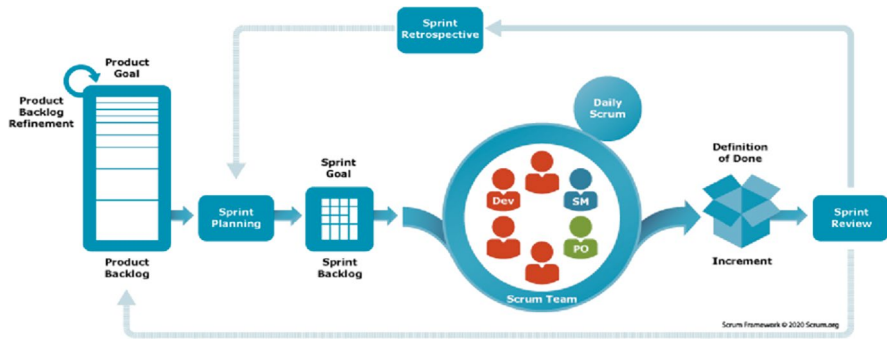 Sprint
Retrospective
Product
Goal
Product
Backlog
Refinement
Daily
Scrum
Definition
of Done
Sprint
Goal
Dev
SM
Sprint
Planning
PO
Sprint
Review
Product
Backlog
Sprint
Backlog
Increment
Scrum Team
Scrum Framework © 2020 Scrum.org